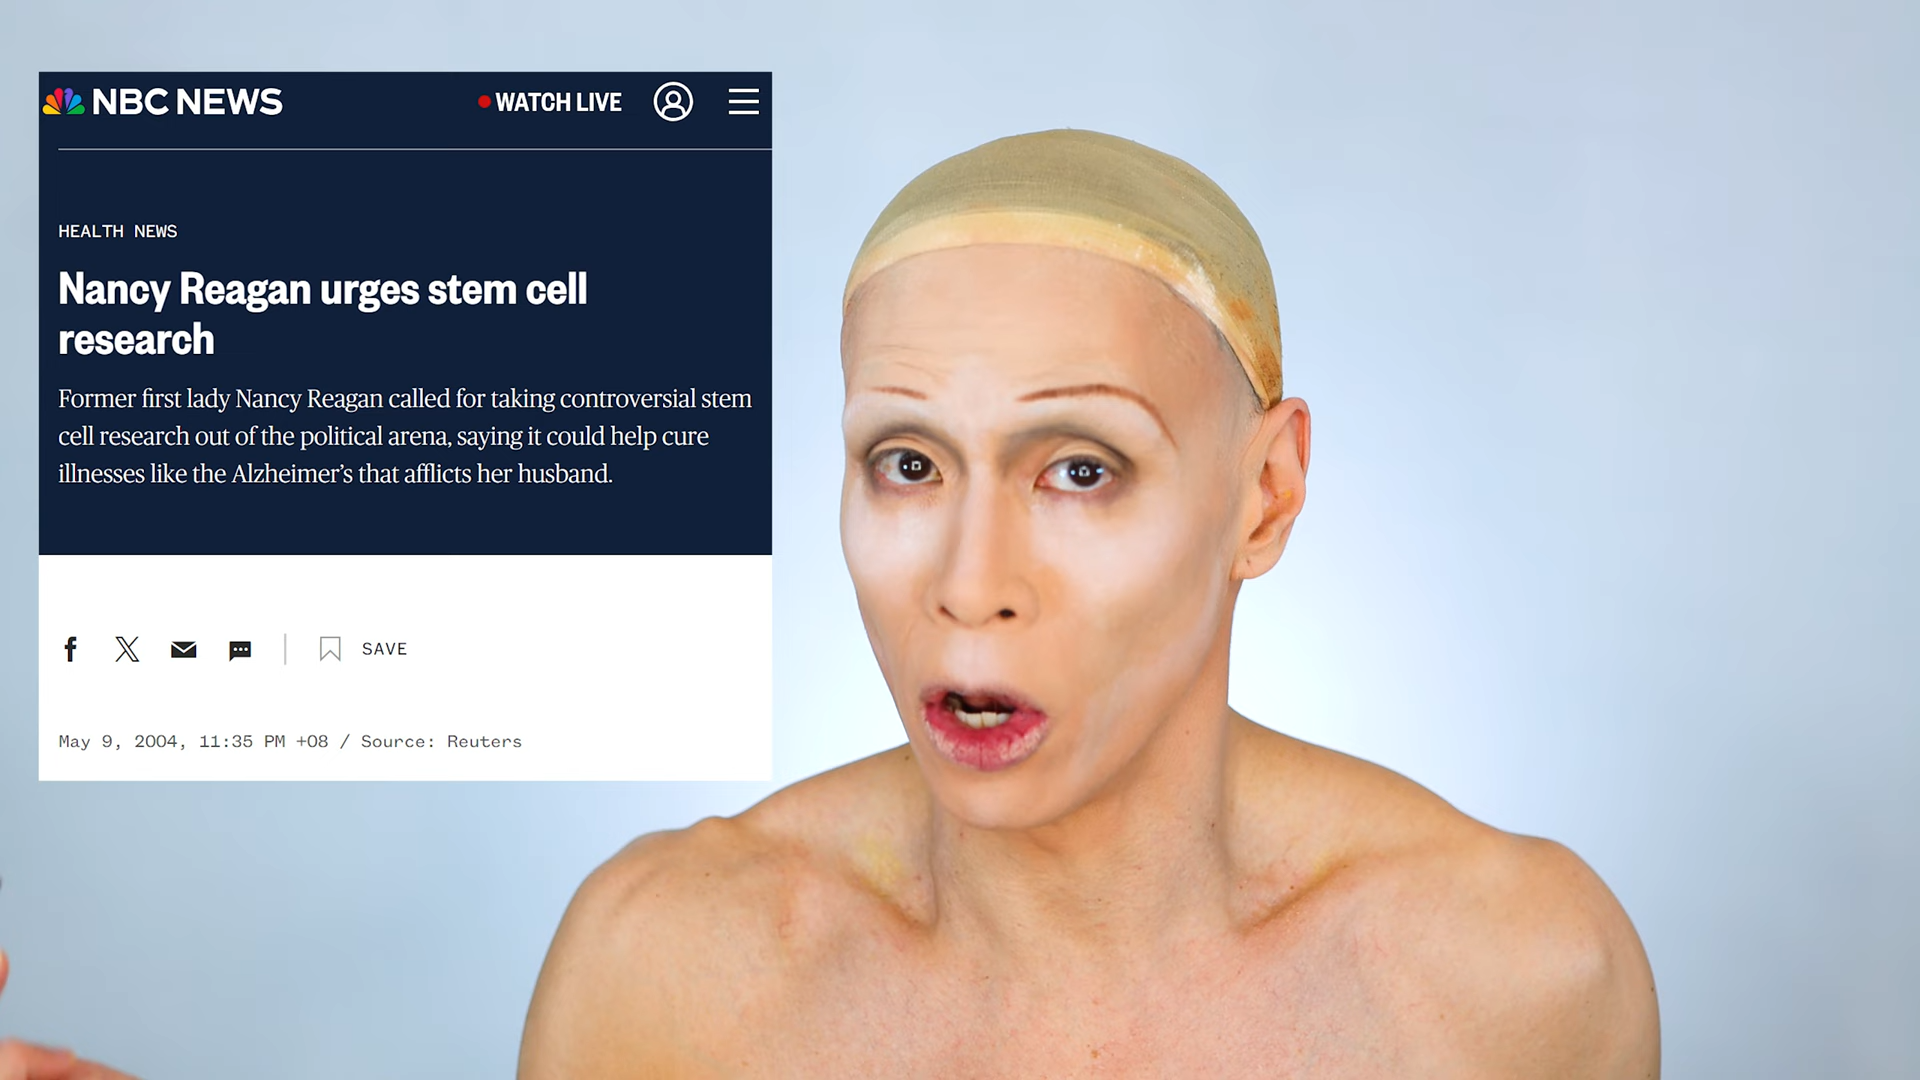 NBC NEWS
WATCH LIVE
HEALTH NEWS
Nancy Reagan urges stem cell
research
Former first lady Nancy Reagan called for taking controversial stem
cell research out of the political arena, saying it could help cure
illnesses like the Alzheimer's that afflicts her husband.
SAVE
May 9, 2004, 11:35 PM +08 / Source: Reuters